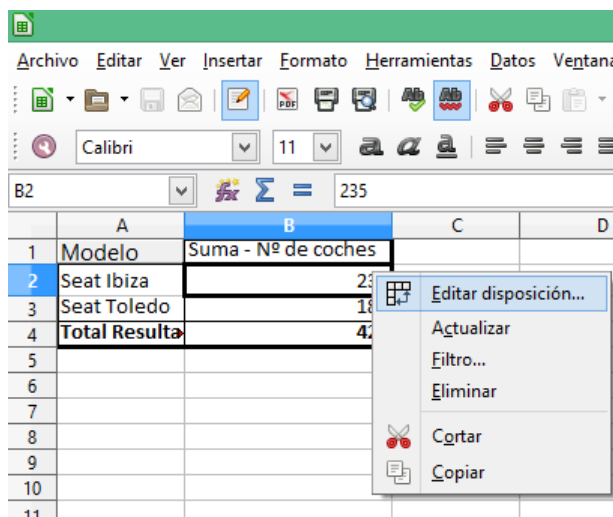 Archivo Editar Ver Insertar Formato Herramientas Datos Ventana
Calibri 11 a a a
B2 235
A B C D
1 Modelo Suma - Nº de coches
2 Seat Ibiza
3 Seat Toledo
4 Total Resulta
5
6
7
8
9
10
11
Editar disposición...
Actualizar
Filtro...
Eliminar
Cortar
Copiar